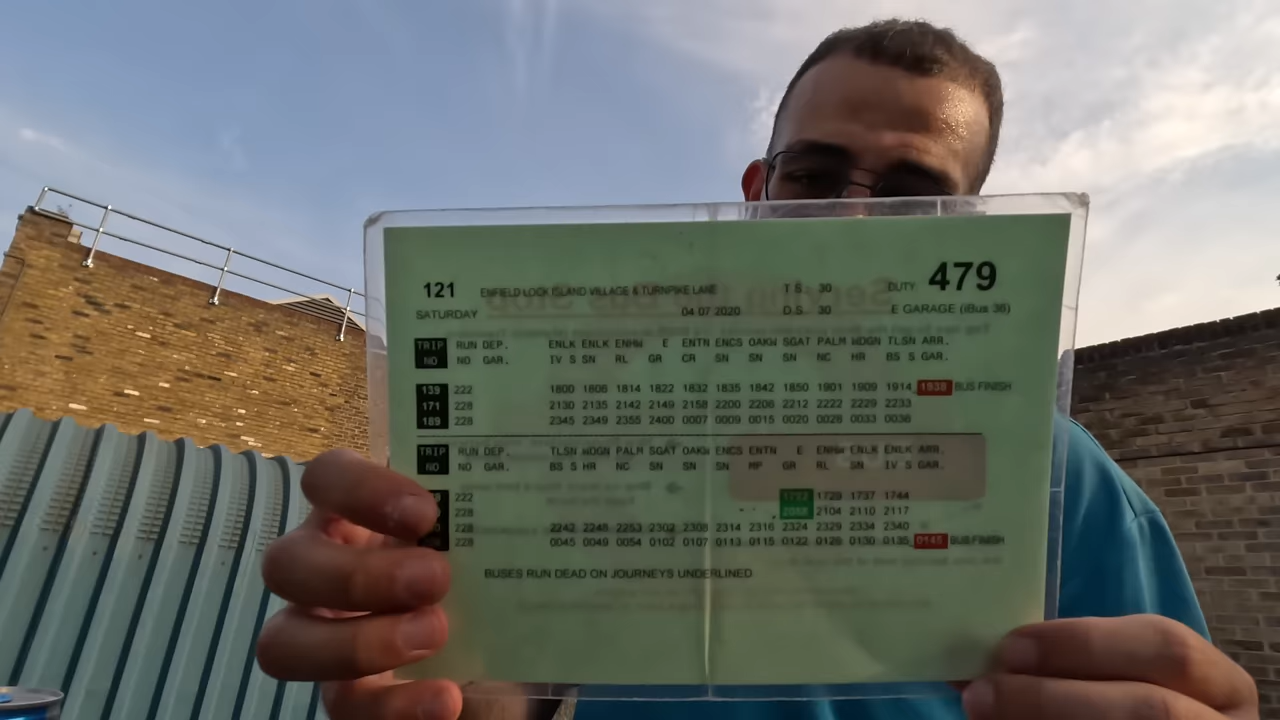 121 ENFIELD LOCK ISLAND VILLAGE & TURNPIKE LANE T S 30 DUTY 479
SATURDAY 04 07 2020 D S 30 E GARAGE (iBus 36)
TRIP RUN DEP. ENLK ENLK ENHW E ENTN ENCS OAKW SGAT PALM WDGN TLSN ARR.
NO NO GAR. IV S SN RL GR CR SN SN SN NC HR BS S GAR.
139 222 1800 1806 1814 1822 1832 1835 1842 1850 1901 1909 1914 1938 BUS FINISH
171 228 2130 2135 2142 2149 2158 2200 2206 2212 2222 2229 2233
189 228 2345 2349 2355 2400 0007 0009 0015 0020 0028 0033 0036
TRIP RUN DEP. TLSN WDGN PALM SGAT OAKW ENCS ENTN E ENHW ENLK ENLK ARR.
NO NO GAR. BS S HR NC SN SN SN MP GR RL SN IV S GAR.
222 1729 1737 1744
228 2104 2110 2117
228 2242 2248 2253 2302 2308 2314 2316 2324 2329 2334 2340
228 0045 0049 0054 0102 0107 0113 0115 0122 0126 0130 0135 0145 BUS FINISH
BUSES RUN DEAD ON JOURNEYS UNDERLINED